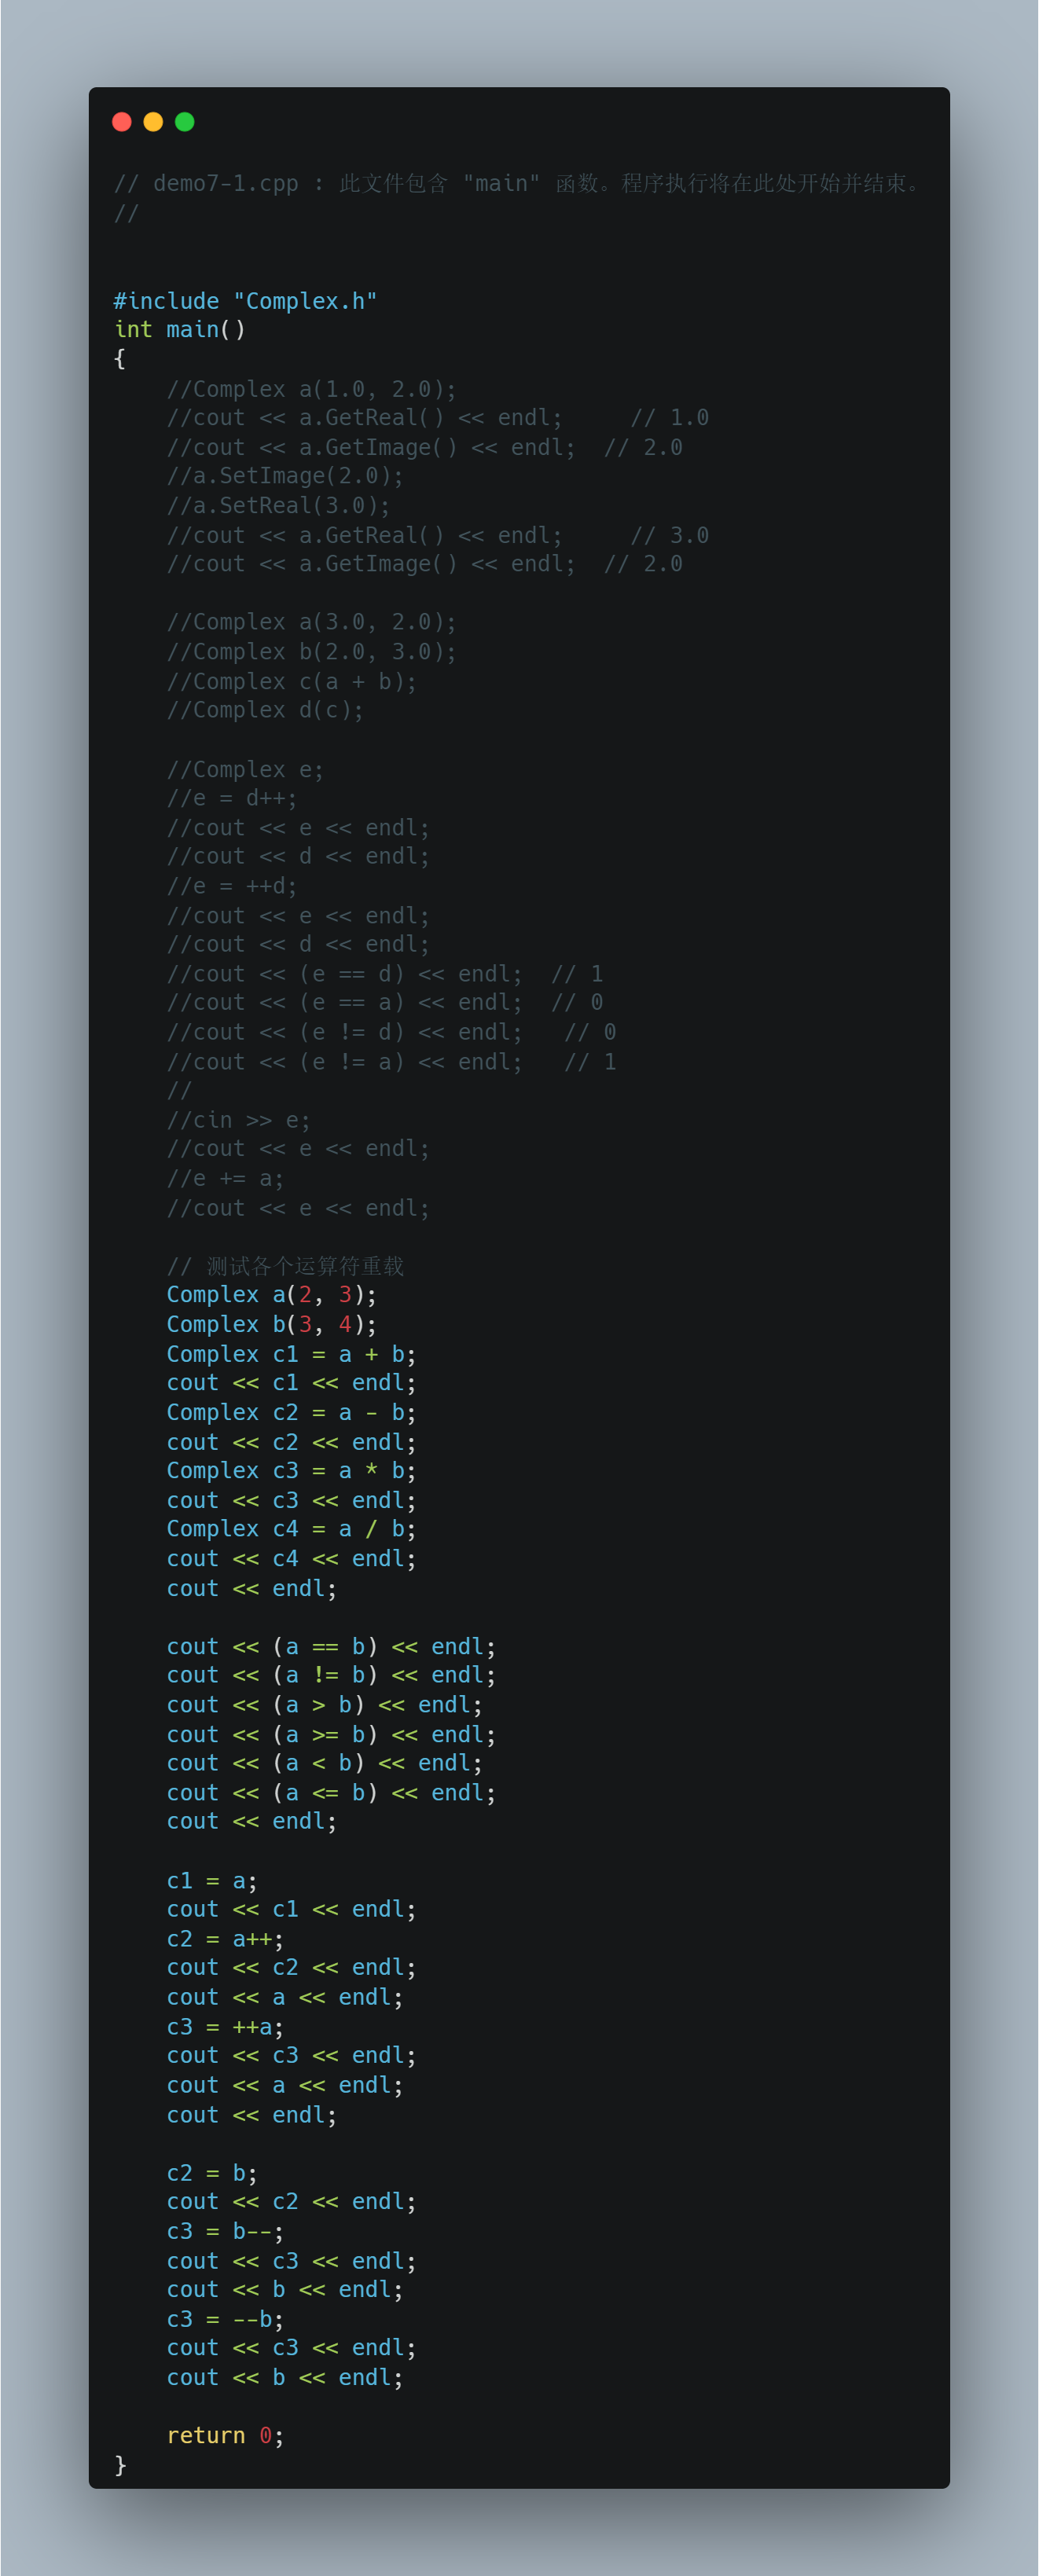 // demo7-1.cpp : 此文件包含 "main" 函数。程序执行将在此处开始并结束。
//
#include "Complex.h"
int main()
{
    //Complex a(1.0, 2.0);
    //cout << a.GetReal() << endl;     // 1.0
    //cout << a.GetImage() << endl;  // 2.0
    //a.SetImage(2.0);
    //a.SetReal(3.0);
    //cout << a.GetReal() << endl;     // 3.0
    //cout << a.GetImage() << endl;  // 2.0
    //Complex a(3.0, 2.0);
    //Complex b(2.0, 3.0);
    //Complex c(a + b);
    //Complex d(c);
    //Complex e;
    //e = d++;
    //cout << e << endl;
    //cout << d << endl;
    //e = ++d;
    //cout << e << endl;
    //cout << d << endl;
    //cout << (e == d) << endl;  // 1
    //cout << (e == a) << endl;  // 0
    //cout << (e != d) << endl;   // 0
    //cout << (e != a) << endl;   // 1
    //
    //cin >> e;
    //cout << e << endl;
    //e += a;
    //cout << e << endl;
    // 测试各个运算符重载
    Complex a(2, 3);
    Complex b(3, 4);
    Complex c1 = a + b;
    cout << c1 << endl;
    Complex c2 = a - b;
    cout << c2 << endl;
    Complex c3 = a * b;
    cout << c3 << endl;
    Complex c4 = a / b;
    cout << c4 << endl;
    cout << endl;
    cout << (a == b) << endl;
    cout << (a != b) << endl;
    cout << (a > b) << endl;
    cout << (a >= b) << endl;
    cout << (a < b) << endl;
    cout << (a <= b) << endl;
    cout << endl;
    c1 = a;
    cout << c1 << endl;
    c2 = a++;
    cout << c2 << endl;
    cout << a << endl;
    c3 = ++a;
    cout << c3 << endl;
    cout << a << endl;
    cout << endl;
    c2 = b;
    cout << c2 << endl;
    c3 = b--;
    cout << c3 << endl;
    cout << b << endl;
    c3 = --b;
    cout << c3 << endl;
    cout << b << endl;
    return 0;
}